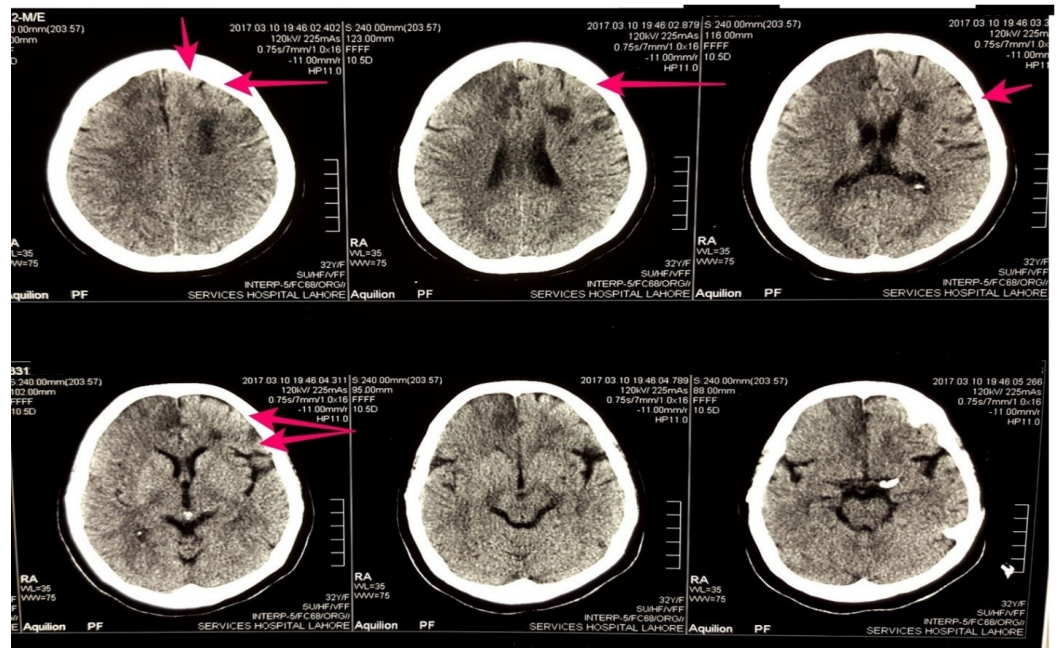 2-M/E
0.00mm(203.57)
00mm
D
2017 03 10 19:46:02.402
120kV/ 225mAs
0.75s/7mm/1.0x16
-11.00mm/r
HP11.0
A
L=35
W=75
32Y/F
SU/HF/VFF
INTERP-5/FC68/ORG//
Aquilion PF SERVICES HOSPITAL LAHORE
S:240.00mm(203.57)
123.00mm
FFFF
10.5D
2017 03 10 19:46:02.879
120kV/ 225mAs
0.75s/7mm/1.0x16
-11.00mm/r
HP11.0
RA
WL=35
WW=75
32Y/F
SU/HF/VFF
INTERP-5/FC68/ORG//
Aquilion PF SERVICES HOSPITAL LAHORE
S:240.00mm(203.57)
116.00mm
FFFF
10.5D
2017 03 10 19:46:03.3
120kV/ 225m
0.75s/7mm/1.0x1
-11.00mm/
HP11
RA
WL=35
WW=75
32Y/F
SU/HF/VFF
INTERP-5/FC68/ORG//
Aquilion PF SERVICES HOSPITAL LAHORE
331
S:240.00mm(203.57)
102.00mm
FFFF
10.5D
2017 03 10 19:46:04.311
120kV/ 225mAs
0.75s/7mm/1.0x16
-11.00mm/r
HP11.0
RA
WL=35
WW=75
32Y/F
SU/HF/VFF
INTERP-5/FC68/ORG//
Aquilion PF SERVICES HOSPITAL LAHORE
S:240.00mm(203.57)
95.00mm
FFFF
10.5D
2017 03 10 19:46:04.789
120kV/ 225mAs
0.75s/7mm/1.0x16
-11.00mm/r
HP11.0
RA
WL=35
WW=75
32Y/F
SU/HF/VFF
INTERP-5/FC68/ORG//
Aquilion PF SERVICES HOSPITAL LAHORE
S:240.00mm(203.57)
88.00mm
FFFF
10.5D
2017 03 10 19:46:05.266
120kV/ 225mAs
0.75s/7mm/1.0x16
-11.00mm/r
HP11.0
RA
WL=35
WW=75
32Y/F
SU/HF/VFF
INTERP-5/FC68/ORG//
Aquilion PF SERVICES HOSPITAL LAHORE